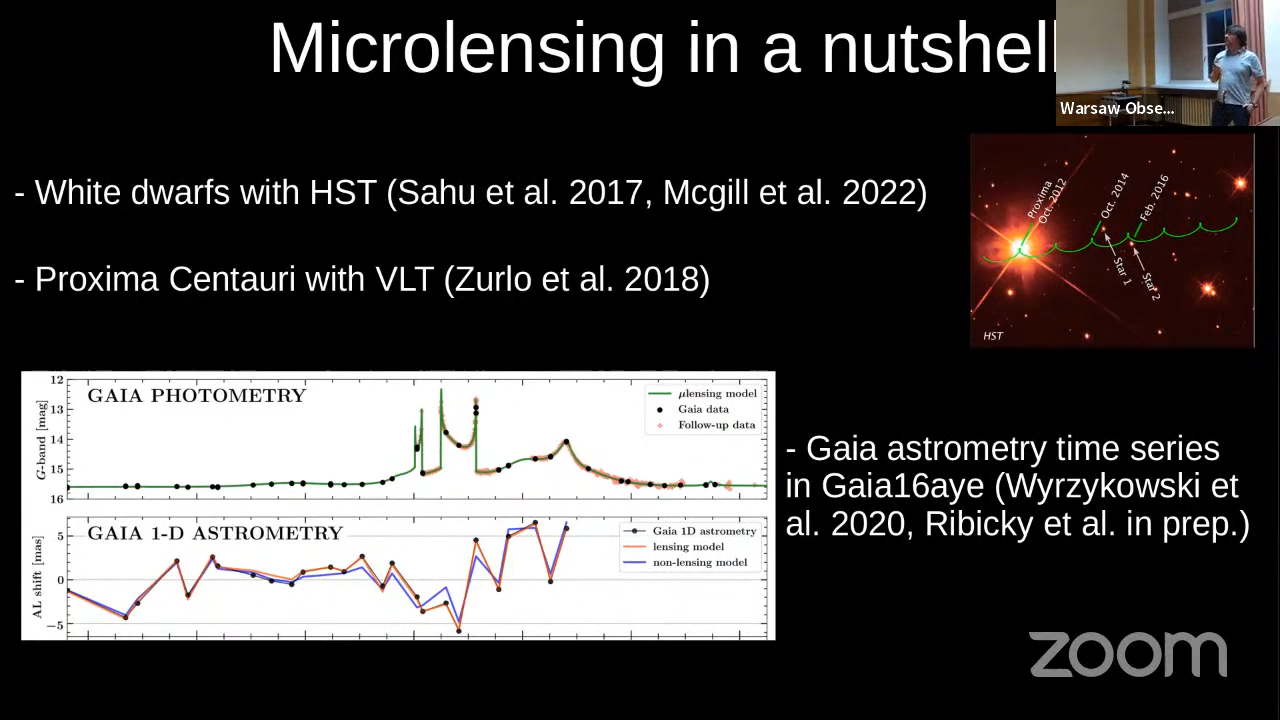 Microlensing in a nutshell
Warsaw Obse...
- White dwarfs with HST (Sahu et al. 2017, Mcgill et al. 2022)
- Proxima Centauri with VLT (Zurlo et al. 2018)
Proxima
Oct. 2012
Oct. 2014
Feb. 2016
Star 1
Star 2
HST
GAIA PHOTOMETRY
G-band [mag]
12
13
14
15
16
μlensing model
Gaia data
Follow-up data
GAIA 1-D ASTROMETRY
AL shift [mas]
5
0
−5
Gaia 1D astrometry
lensing model
non-lensing model
- Gaia astrometry time series
in Gaia16aye (Wyrzykowski et
al. 2020, Ribicky et al. in prep.)
zoom